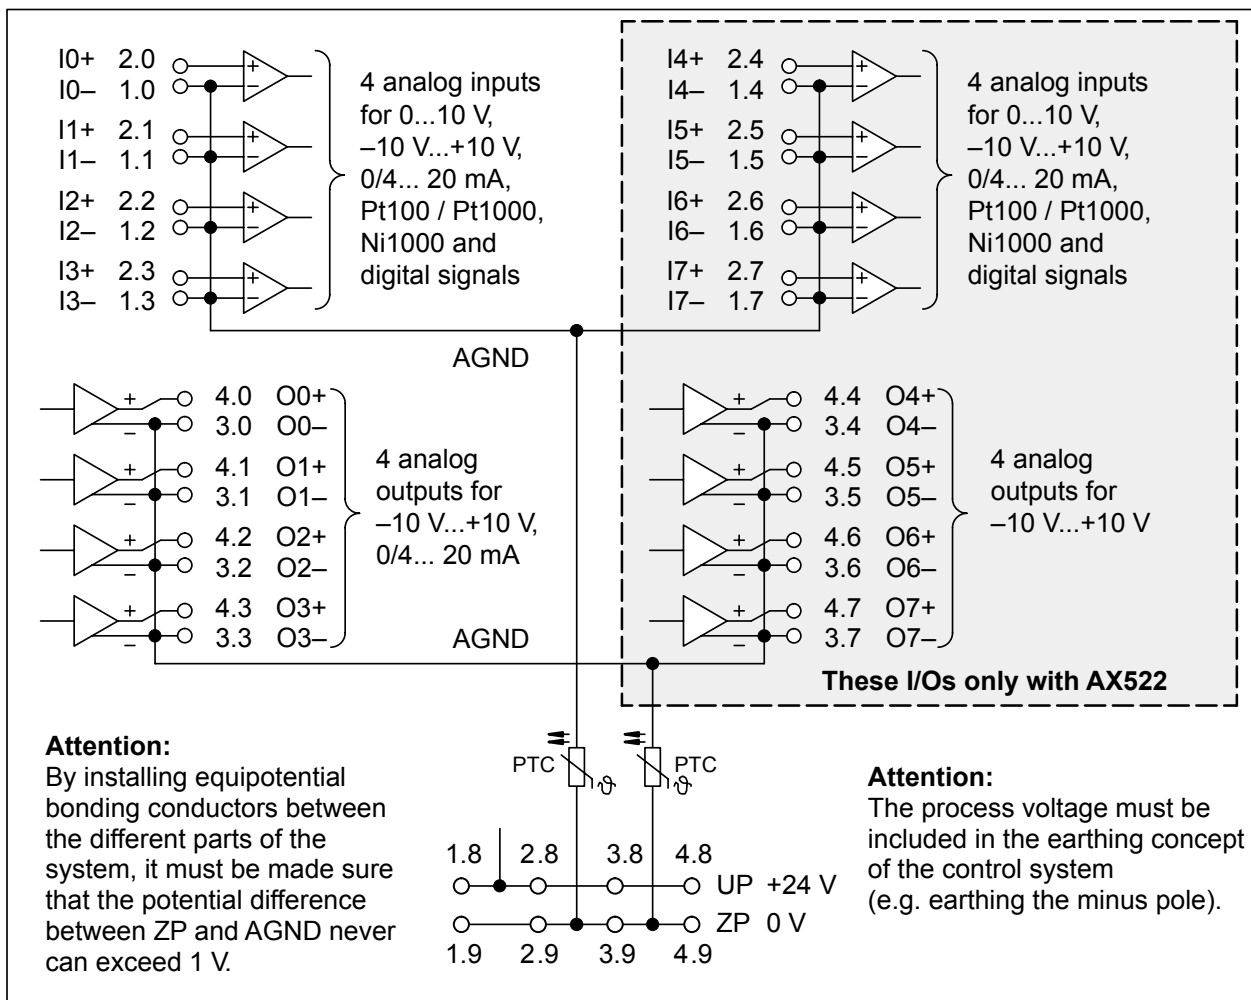 I0+ 2.0
I0– 1.0
I1+ 2.1
I1– 1.1
I2+ 2.2
I2– 1.2
I3+ 2.3
I3– 1.3
+
–
+
–
+
–
+
–
4 analog inputs
for 0...10 V,
–10 V...+10 V,
0/4... 20 mA,
Pt100 / Pt1000,
Ni1000 and
digital signals
I4+ 2.4
I4– 1.4
I5+ 2.5
I5– 1.5
I6+ 2.6
I6– 1.6
I7+ 2.7
I7– 1.7
+
–
+
–
+
–
+
–
4 analog inputs
for 0...10 V,
–10 V...+10 V,
0/4... 20 mA,
Pt100 / Pt1000,
Ni1000 and
digital signals
AGND
+ 4.0 O0+
– 3.0 O0–
+ 4.1 O1+
– 3.1 O1–
+ 4.2 O2+
– 3.2 O2–
+ 4.3 O3+
– 3.3 O3–
4 analog
outputs for
–10 V...+10 V,
0/4... 20 mA
AGND
+ 4.4 O4+
– 3.4 O4–
+ 4.5 O5+
– 3.5 O5–
+ 4.6 O6+
– 3.6 O6–
+ 4.7 O7+
– 3.7 O7–
4 analog
outputs for
–10 V...+10 V
These I/Os only with AX522
Attention:
By installing equipotential
bonding conductors between
the different parts of the
system, it must be made sure
that the potential difference
between ZP and AGND never
can exceed 1 V.
PTC ϑ
PTC ϑ
1.8 2.8 3.8 4.8
UP +24 V
ZP 0 V
1.9 2.9 3.9 4.9
Attention:
The process voltage must be
included in the earthing concept
of the control system
(e.g. earthing the minus pole).